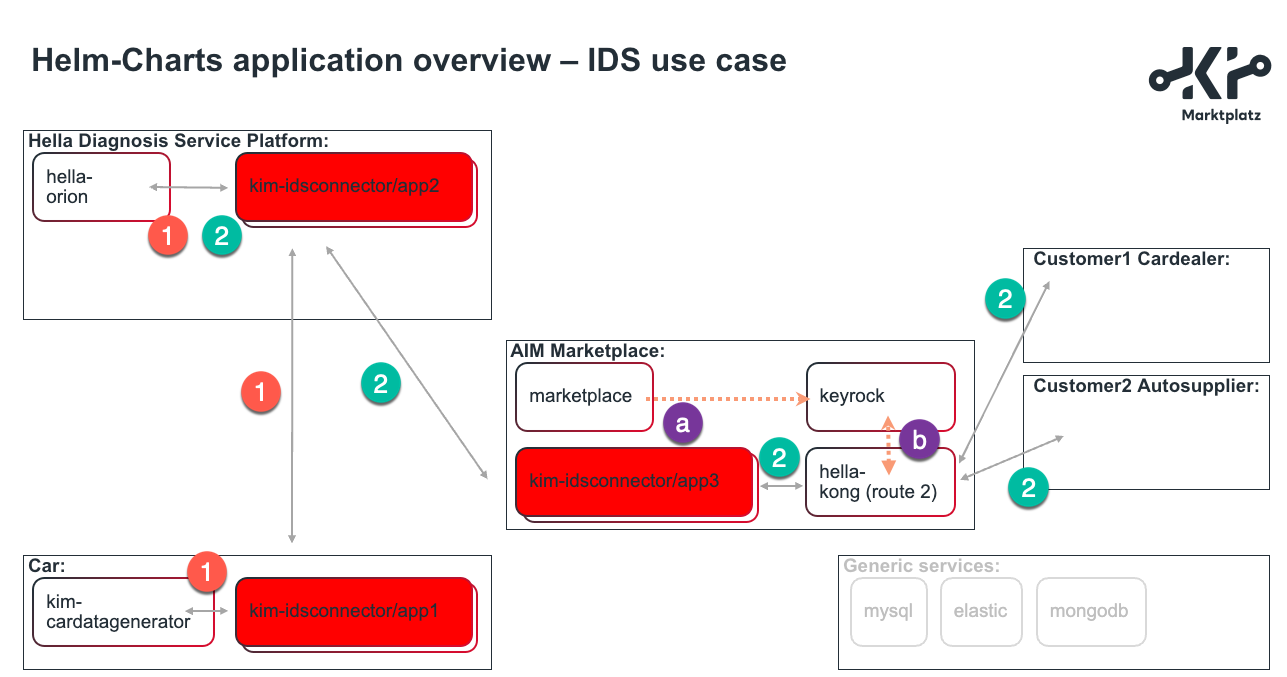 Helm-Charts application overview – IDS use case
Marktplatz
Hella Diagnosis Service Platform:
hella-
orion
kim-idsconnector/app2
1
2
Customer1 Cardealer:
2
1
2
AIM Marketplace:
marketplace
keyrock
a
b
Customer2 Autosupplier:
kim-idsconnector/app3
2
hella-
kong (route 2)
2
Car:
1
kim-
cardatagenerator
kim-idsconnector/app1
Generic services:
mysql
elastic
mongodb